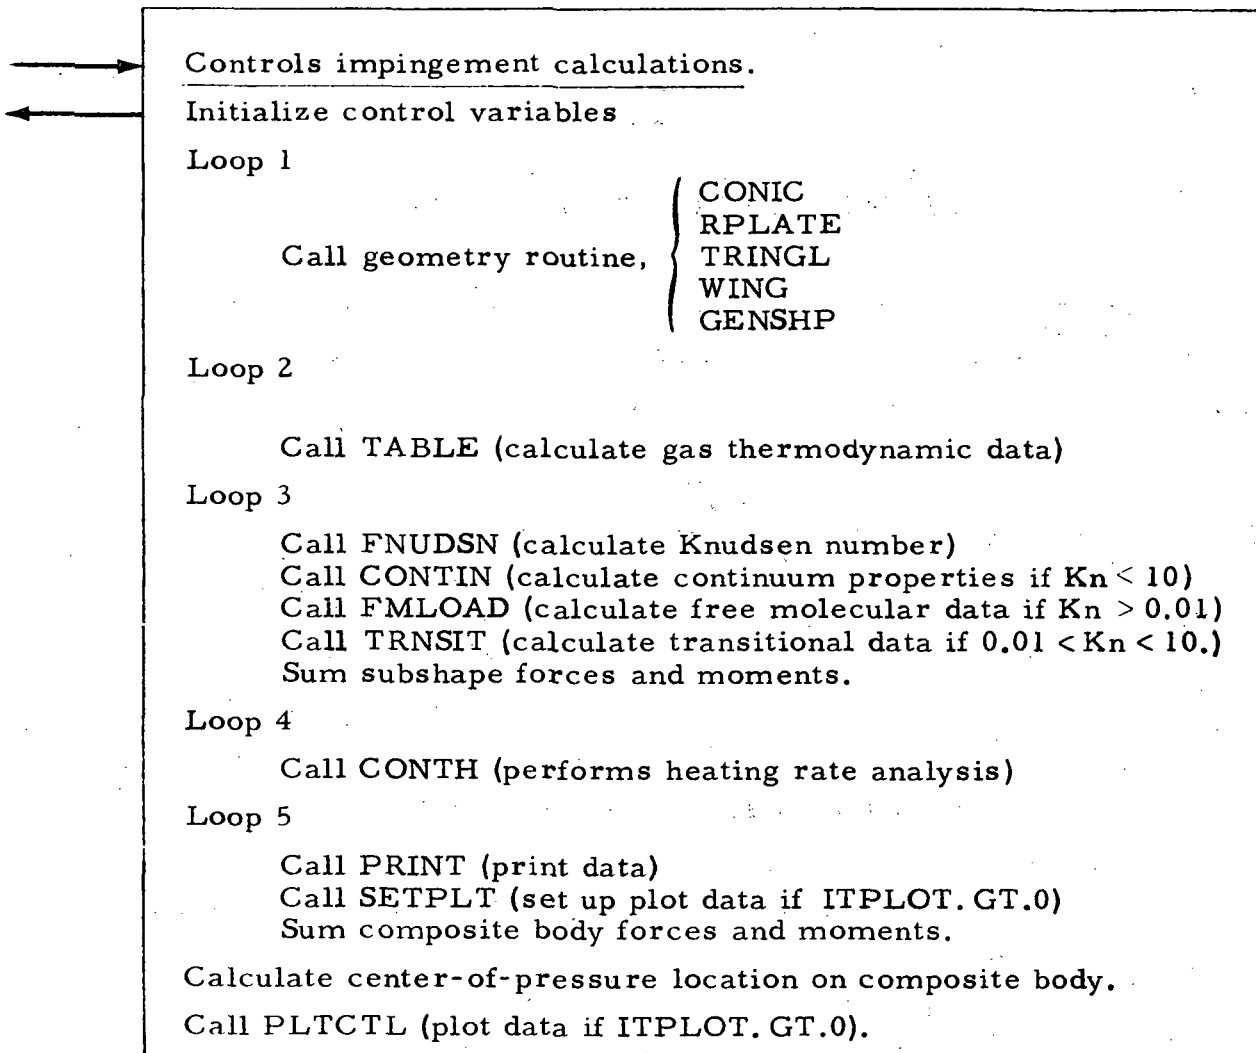 Controls impingement calculations.
Initialize control variables
Loop 1
CONIC
RPLATE
Call geometry routine, TRINGL
WING
GENSHP
Loop 2
Call TABLE (calculate gas thermodynamic data)
Loop 3
Call FNUDSN (calculate Knudsen number)
Call CONTIN (calculate continuum properties if Kn < 10)
Call FMLOAD (calculate free molecular data if Kn > 0.01)
Call TRNSIT (calculate transitional data if 0.01 < Kn < 10.)
Sum subshape forces and moments.
Loop 4
Call CONTH (performs heating rate analysis)
Loop 5
Call PRINT (print data)
Call SETPLT (set up plot data if ITPLOT. GT.0)
Sum composite body forces and moments.
Calculate center-of-pressure location on composite body.
Call PLTCTL (plot data if ITPLOT. GT.0).